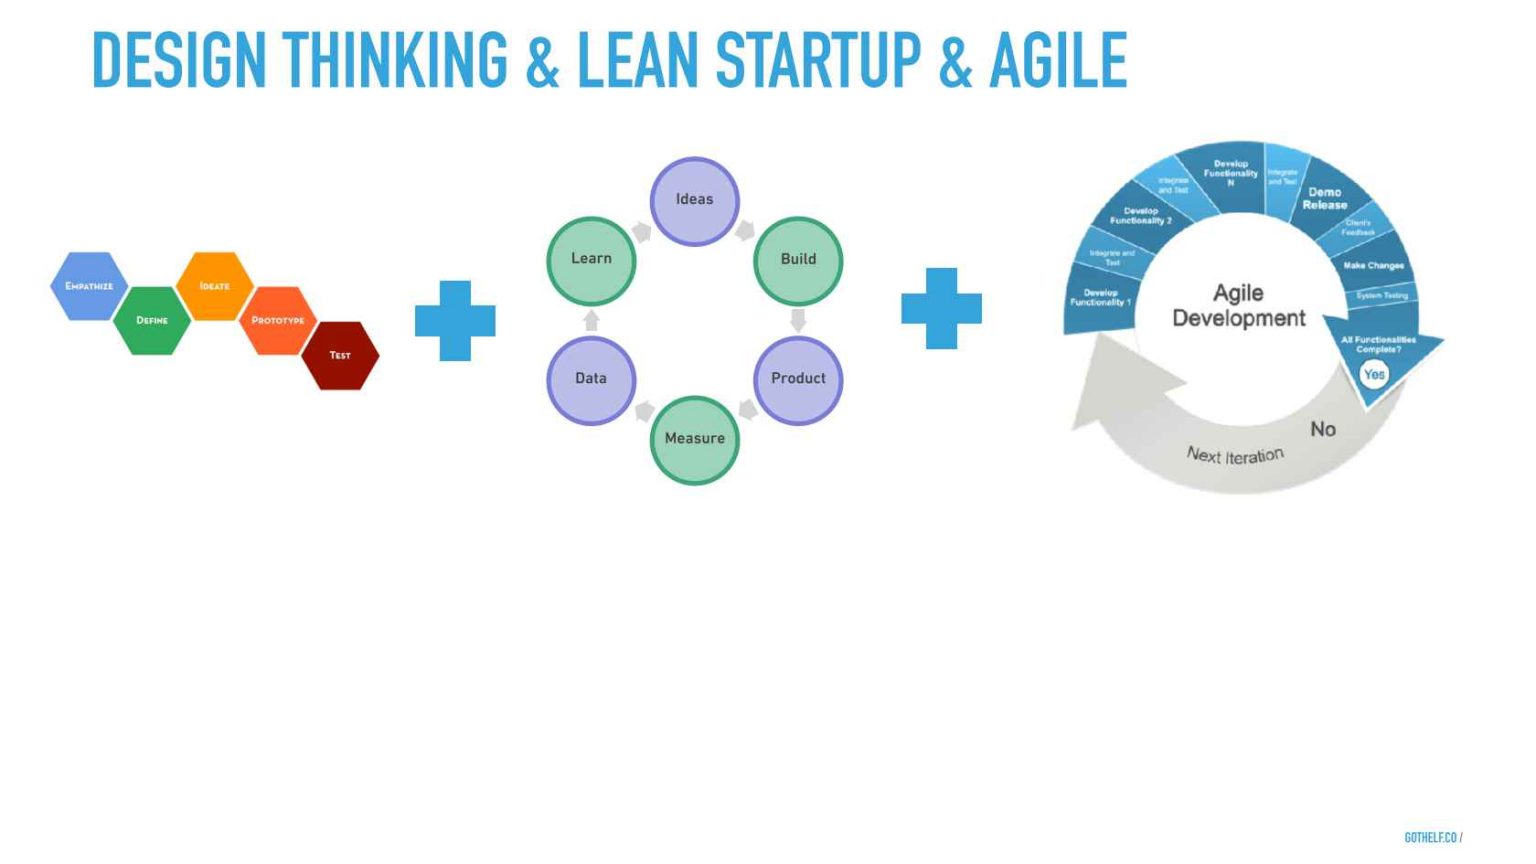 DESIGN THINKING & LEAN STARTUP & AGILE
EMPATHIZE
DEFINE
IDEATE
PROTOTYPE
TEST
Ideas
Build
Product
Measure
Data
Learn
Agile
Development
Develop
Functionality 1
Integrate and
Test
Develop
Functionality 2
Integrate
and Test
Develop
Functionality
N
Integrate
and Test
Demo
Release
Client's
Feedback
Make Changes
System Testing
All Functionalities
Complete?
Yes
No
Next Iteration
GOTHELF.CO /